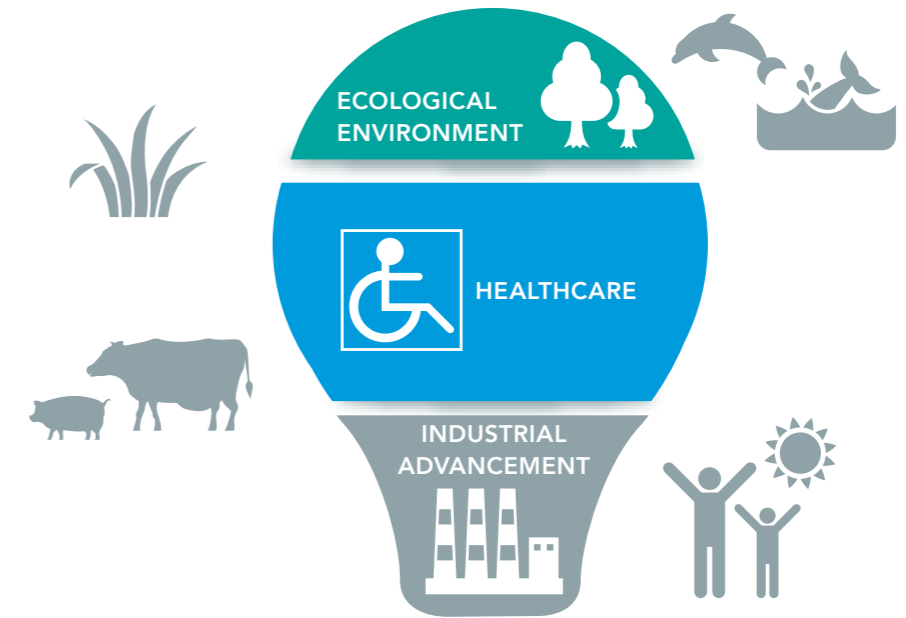 ECOLOGICAL
ENVIRONMENT
HEALTHCARE
INDUSTRIAL
ADVANCEMENT